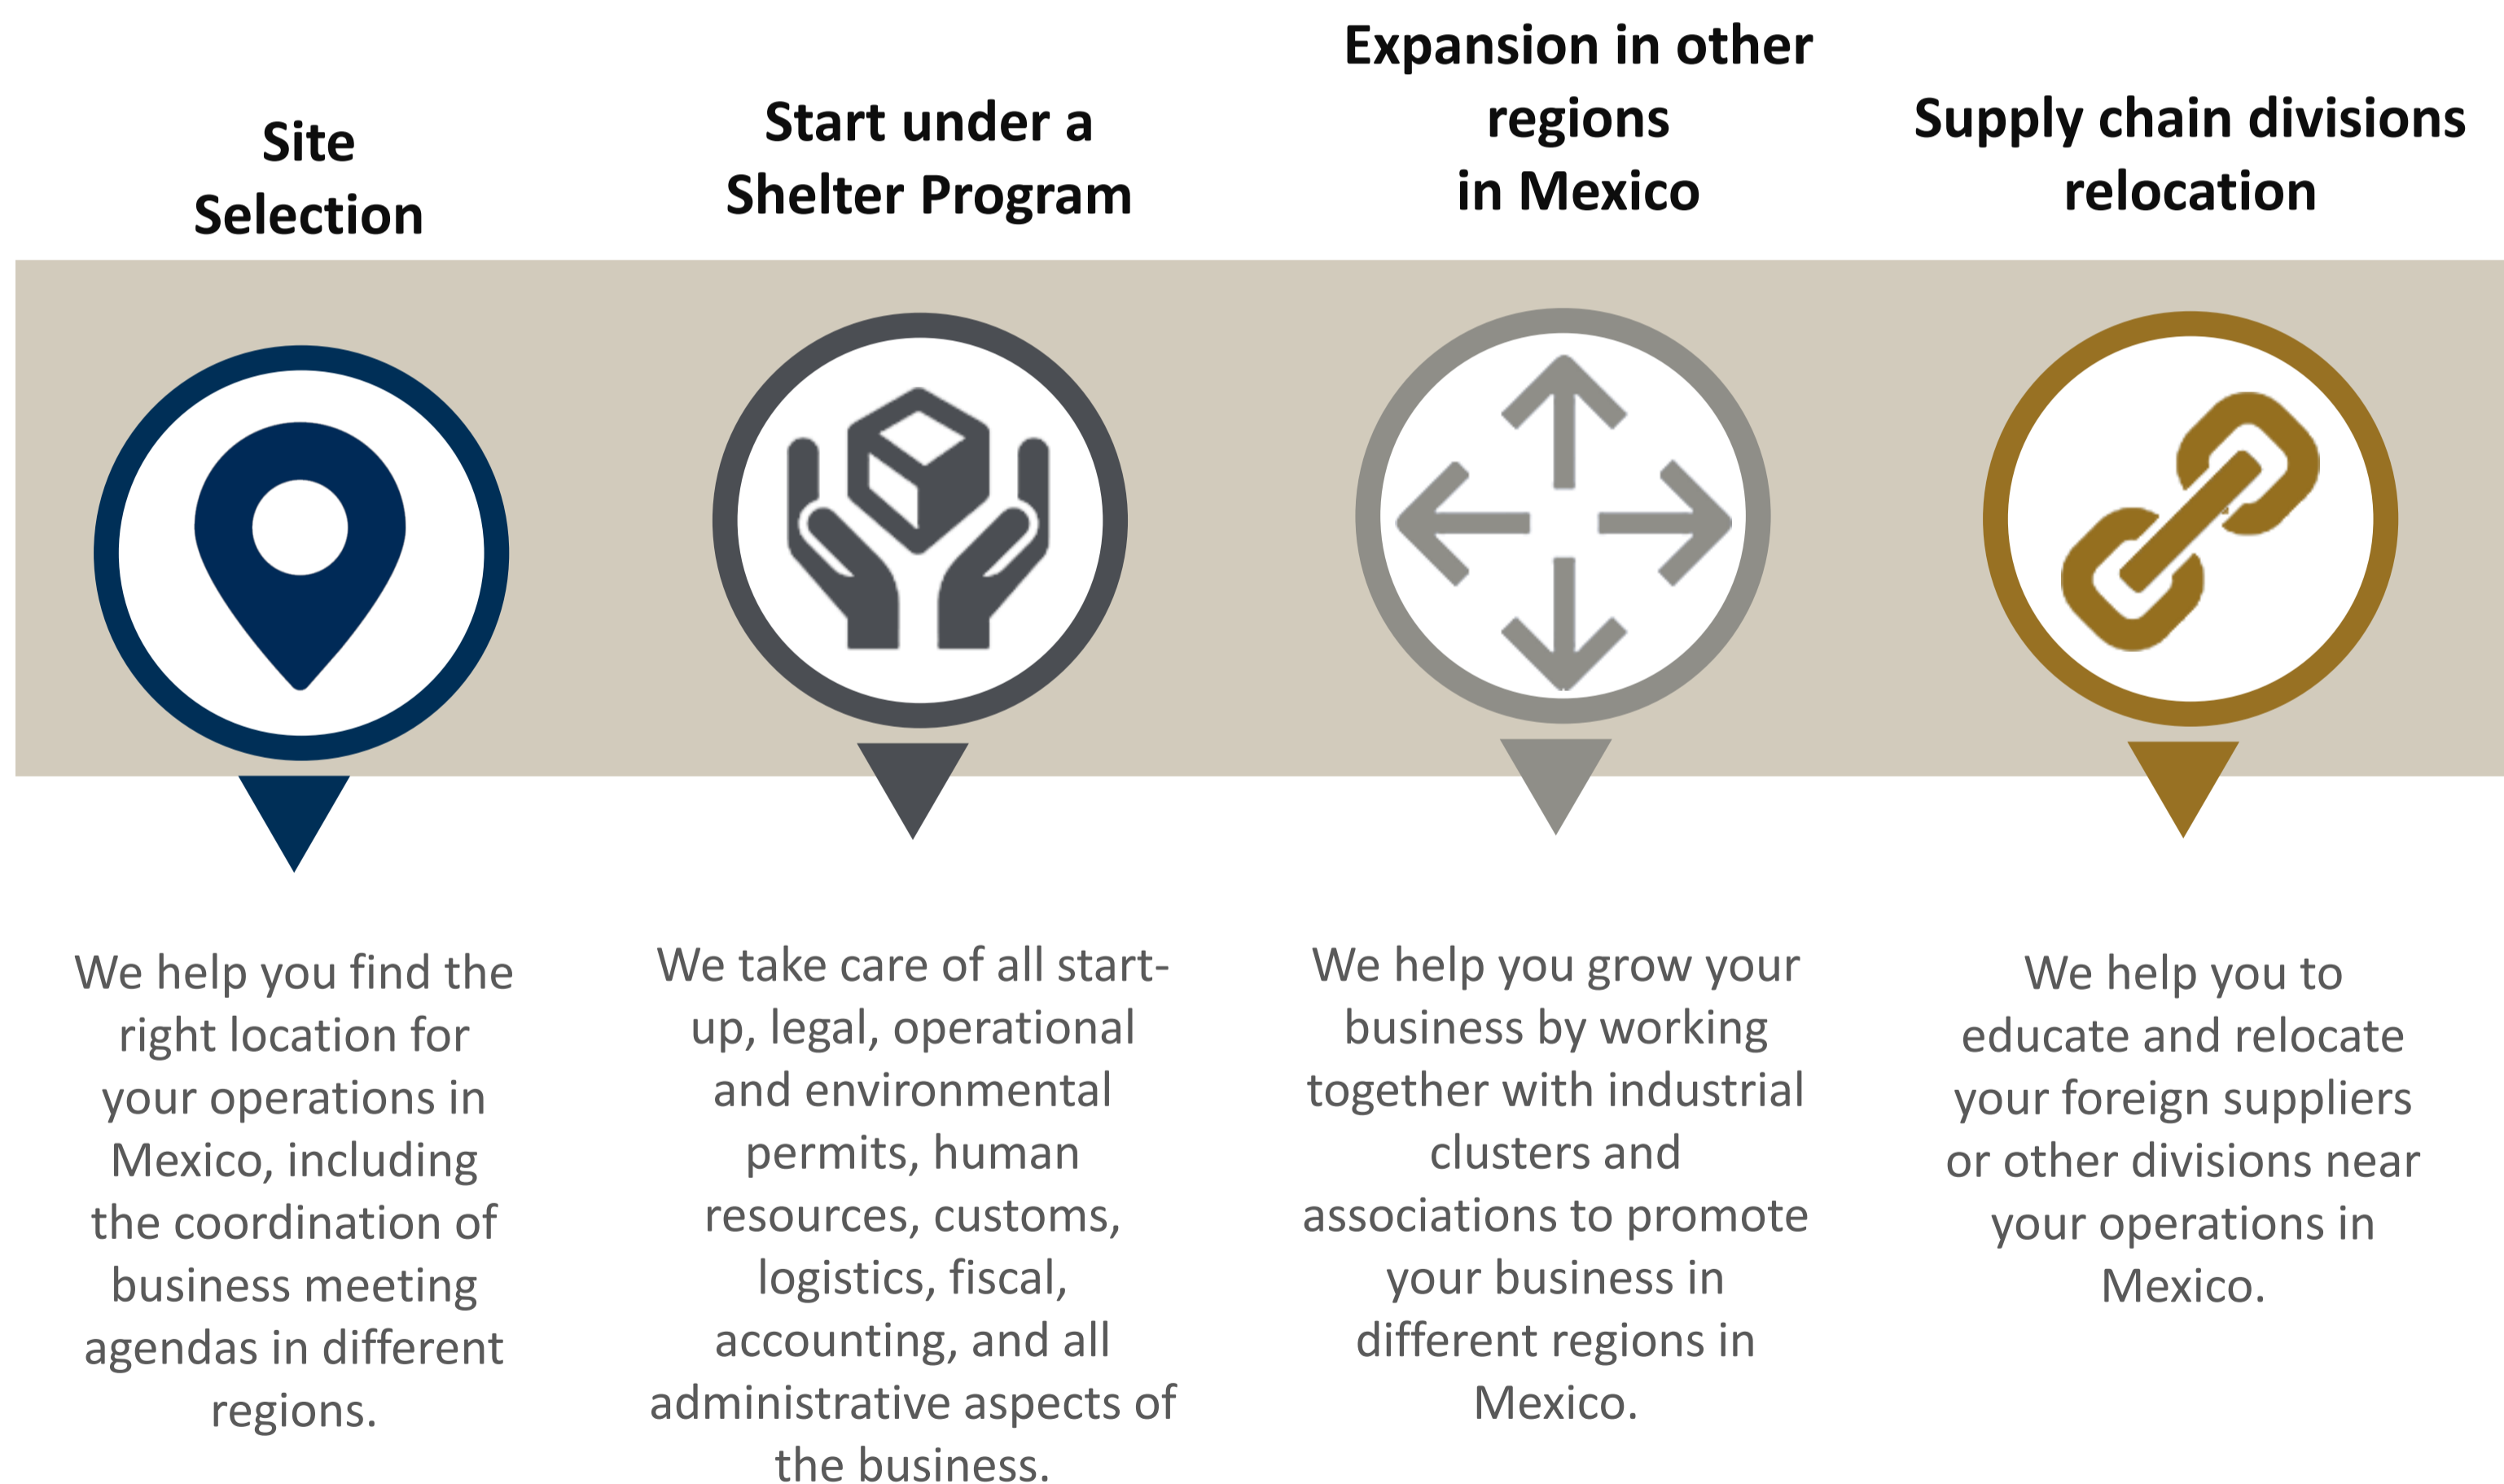 Site
Selection
We help you find the
right location for
your operations in
Mexico, including
the coordination of
business meeting
agendas in different
regions.
Start under a
Shelter Program
We take care of all start-
up, legal, operational
and environmental
permits, human
resources, customs,
logistics, fiscal,
accounting, and all
administrative aspects of
the business.
Expansion in other
regions
in Mexico
We help you grow your
business by working
together with industrial
clusters and
associations to promote
your business in
different regions in
Mexico.
Supply chain divisions
relocation
We help you to
educate and relocate
your foreign suppliers
or other divisions near
your operations in
Mexico.